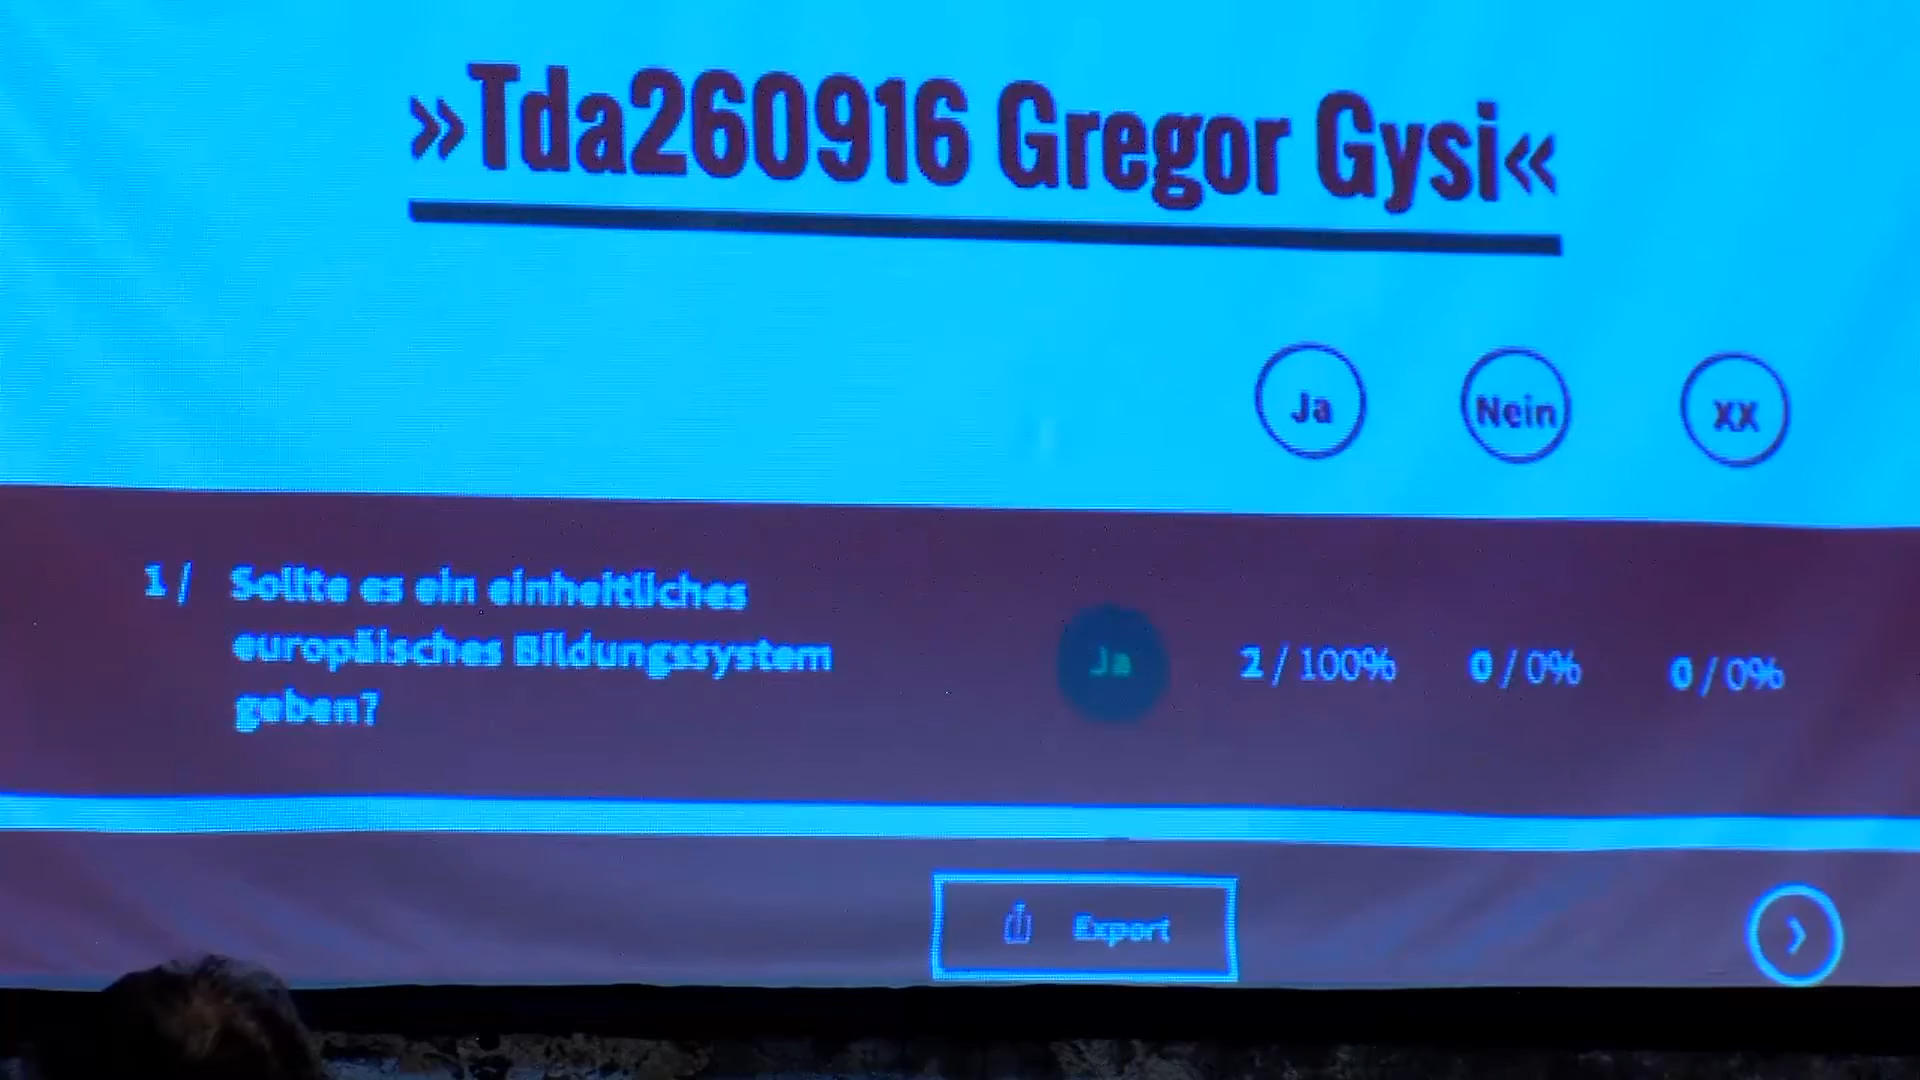 »Tda260916 Gregor Gysi«
Ja Nein XX
1 / Sollte es ein einheitliches
europäisches Bildungssystem
geben?
Ja 2 / 100% 0 / 0% 0 / 0%
Export